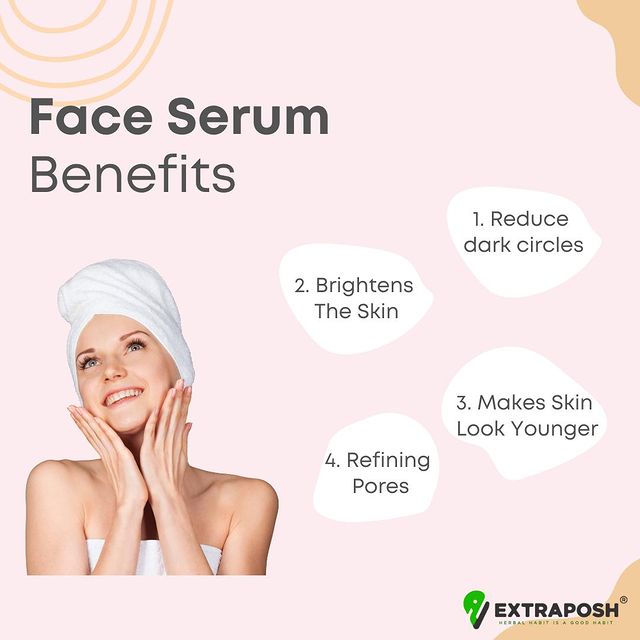 Face Serum
Benefits
1. Reduce
dark circles
2. Brightens
The Skin
3. Makes Skin
Look Younger
4. Refining
Pores
EXTRAPOSH®
HERBAL HABIT IS A GOOD HABIT